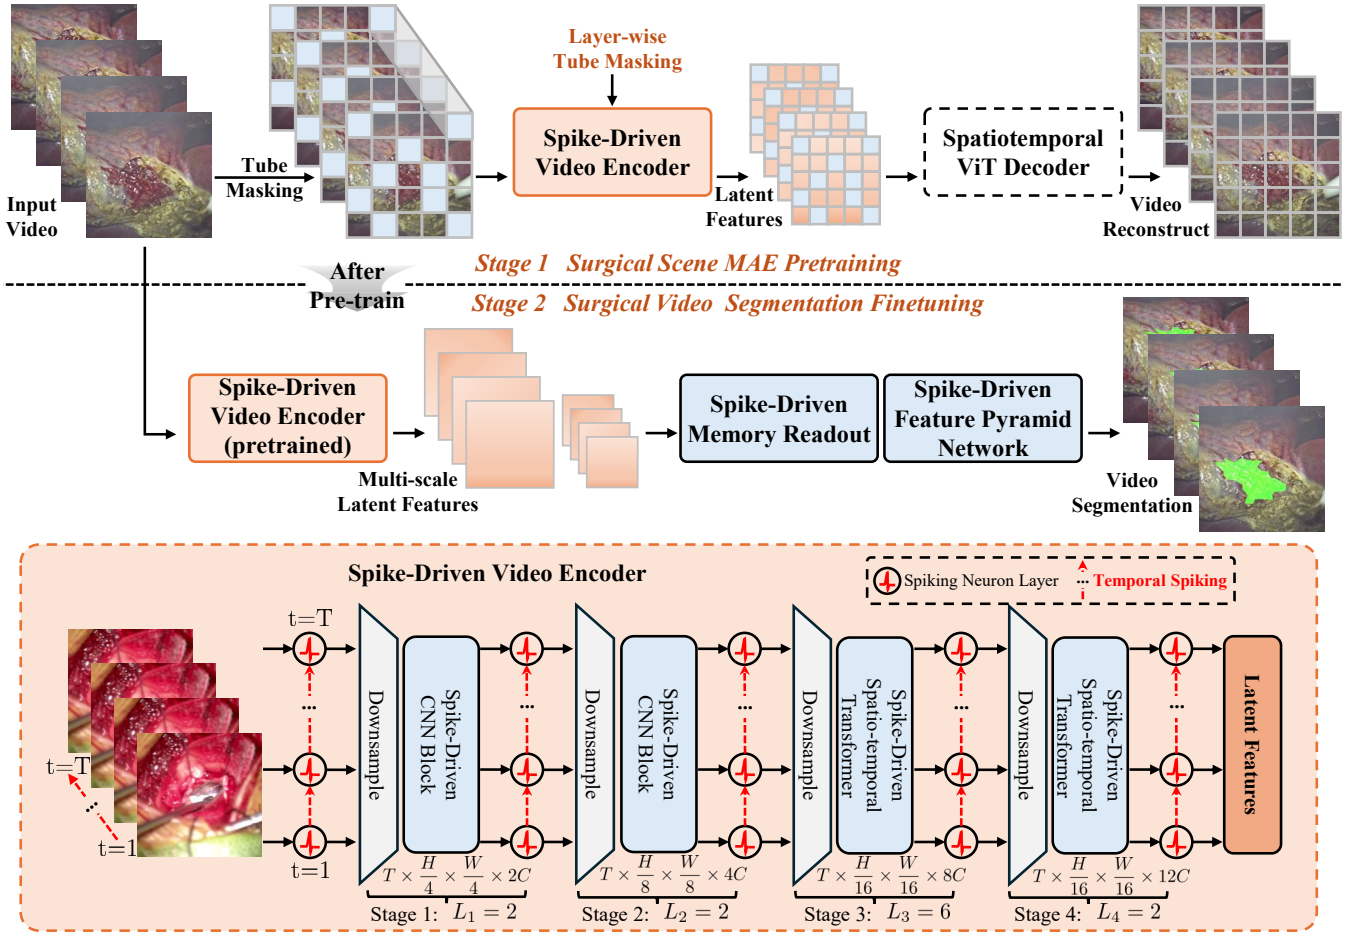 Input
Video
Tube
Masking
Layer-wise
Tube Masking
Spike-Driven
Video Encoder
Latent
Features
Spatiotemporal
ViT Decoder
Video
Reconstruct
Stage 1 Surgical Scene MAE Pretraining
After
Pre-train
Stage 2 Surgical Video Segmentation Finetuning
Spike-Driven
Video Encoder
(pretrained)
Multi-scale
Latent Features
Spike-Driven
Memory Readout
Spike-Driven
Feature Pyramid
Network
Video
Segmentation
Spike-Driven Video Encoder
Spiking Neuron Layer
... Temporal Spiking
t=T
...
t=1
t=T
...
t=1
Downsample
Spike-Driven
CNN Block
...
T × H/4 × W/4 × 2C
Stage 1: L₁ = 2
Downsample
Spike-Driven
CNN Block
...
T × H/8 × W/8 × 4C
Stage 2: L₂ = 2
Downsample
Spike-Driven
Spatio-temporal
Transformer
...
T × H/16 × W/16 × 8C
Stage 3: L₃ = 6
Downsample
Spike-Driven
Spatio-temporal
Transformer
...
T × H/16 × W/16 × 12C
Stage 4: L₄ = 2
Latent Features